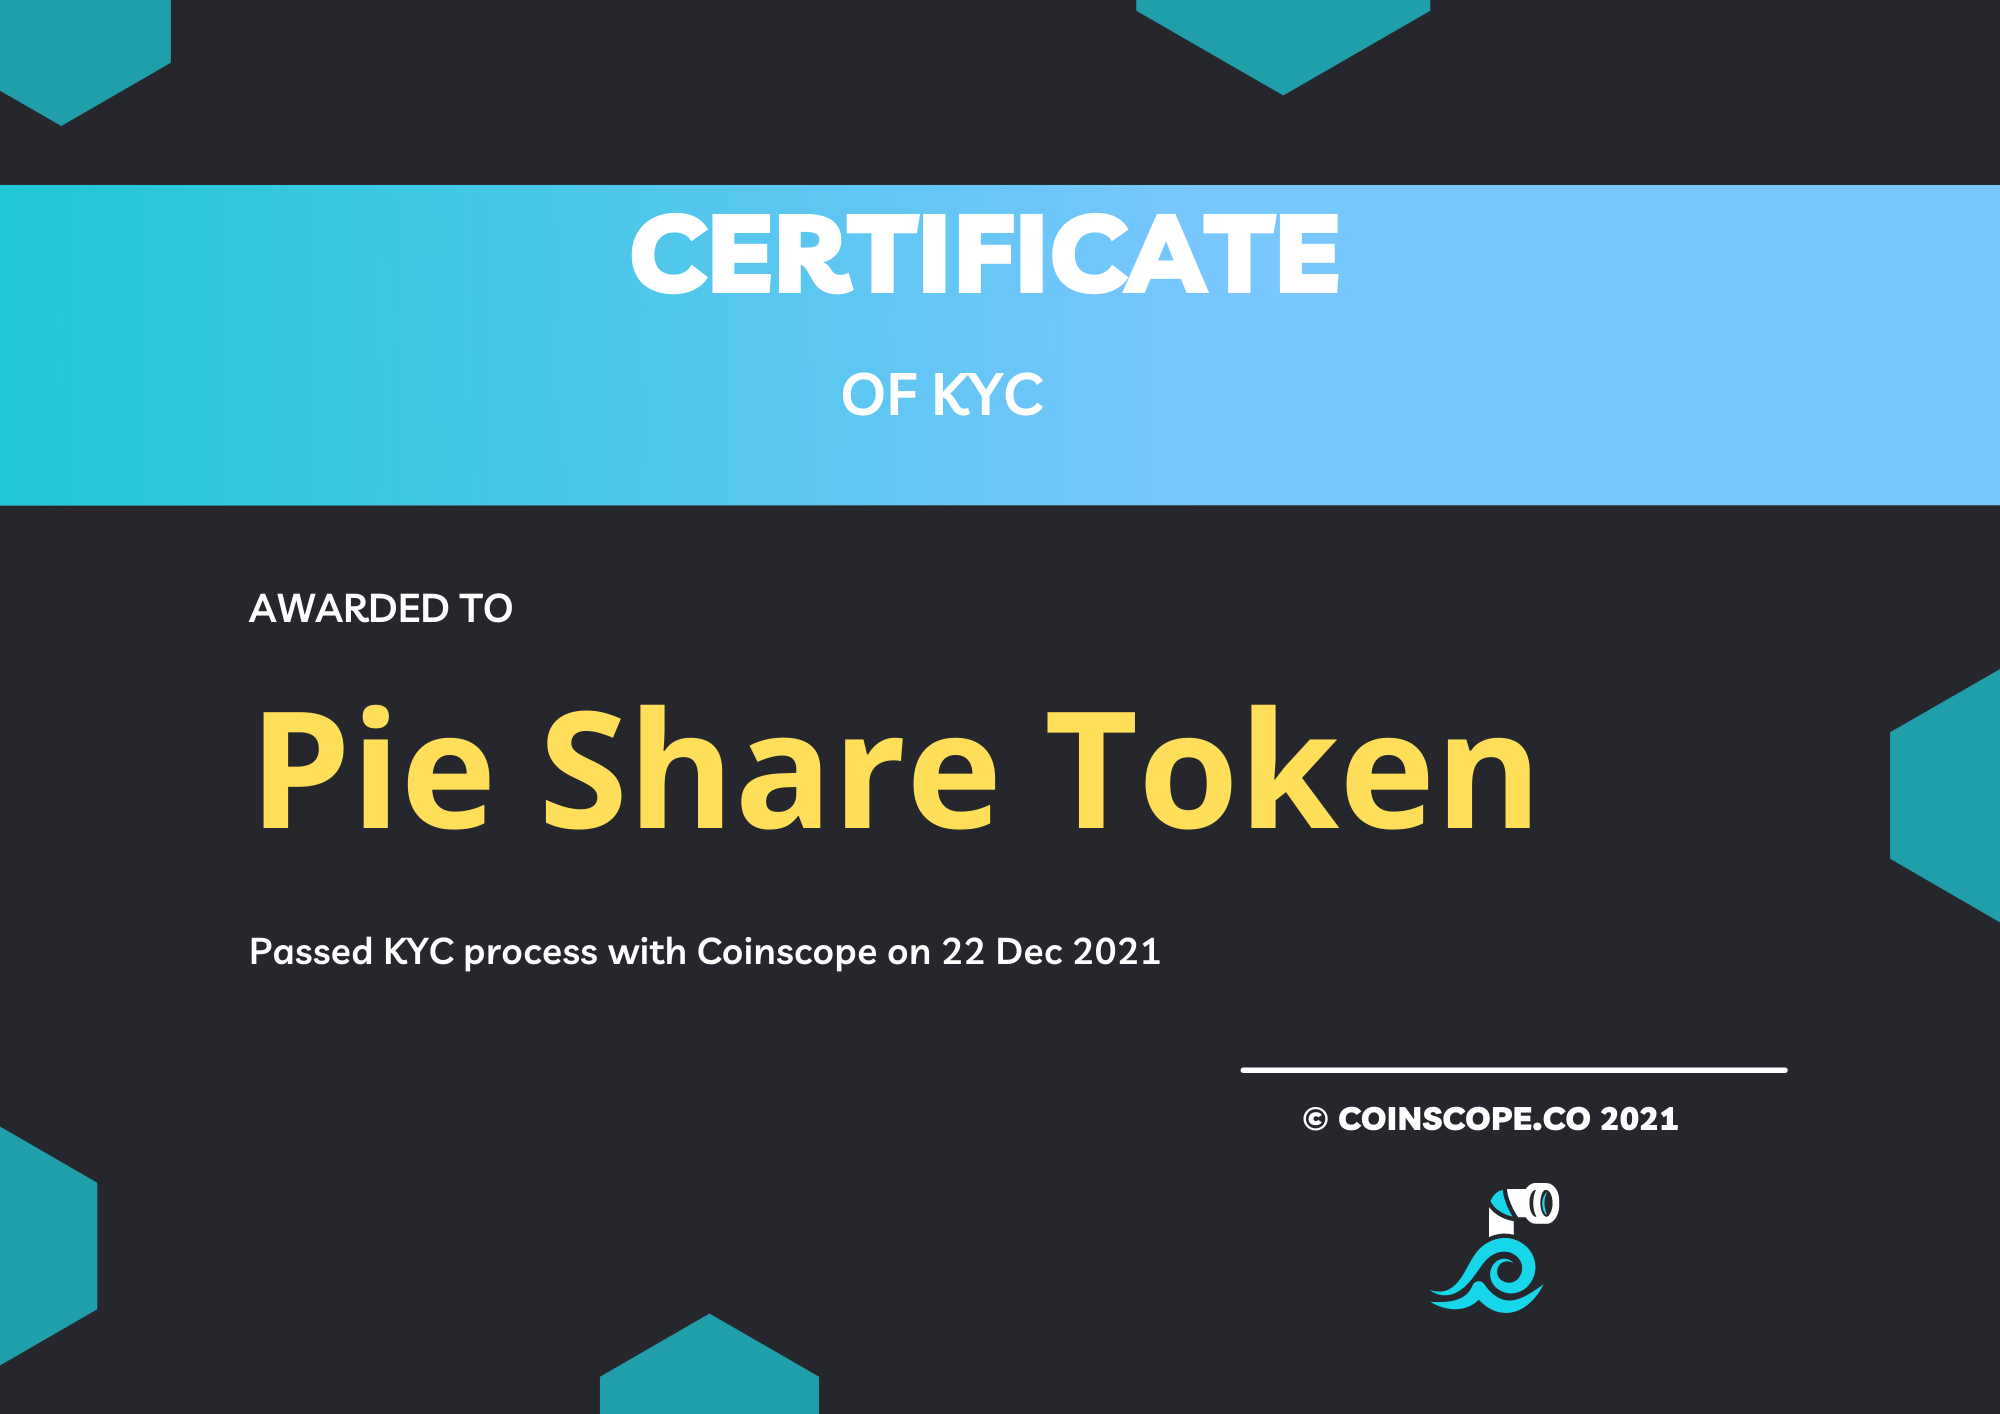 CERTIFICATE
OF KYC
AWARDED TO
Pie Share Token
Passed KYC process with Coinscope on 22 Dec 2021
© COINSCOPE.CO 2021